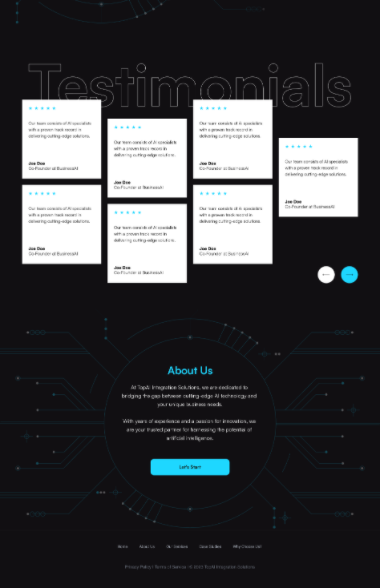 Testimonials
Our team consists of AI specialists
with a proven track record in
delivering cutting-edge solutions.
Joe Doe
Co-Founder at BusinessAI
Our team consists of AI specialists
with a proven track record in
delivering cutting-edge solutions.
Joe Doe
Co-Founder at BusinessAI
Our team consists of AI specialists
with a proven track record in
delivering cutting-edge solutions.
Joe Doe
Co-Founder at BusinessAI
Our team consists of AI specialists
with a proven track record in
delivering cutting-edge solutions.
Joe Doe
Co-Founder at BusinessAI
Our team consists of AI specialists
with a proven track record in
delivering cutting-edge solutions.
Joe Doe
Co-Founder at BusinessAI
Our team consists of AI specialists
with a proven track record in
delivering cutting-edge solutions.
Joe Doe
Co-Founder at BusinessAI
Our team consists of AI specialists
with a proven track record in
delivering cutting-edge solutions.
Joe Doe
Co-Founder at BusinessAI
About Us
At TopAI Integration Solutions, we are dedicated to
bridging the gap between cutting-edge AI technology and
your unique business needs.
With years of experience and a passion for innovation, we
are your trusted partner for harnessing the potential of
artificial intelligence.
Let's Start
Home About Us Our Services Case Studies Why Choose Us?
Privacy Policy Terms of Service © 2023 TopAI Integration Solutions